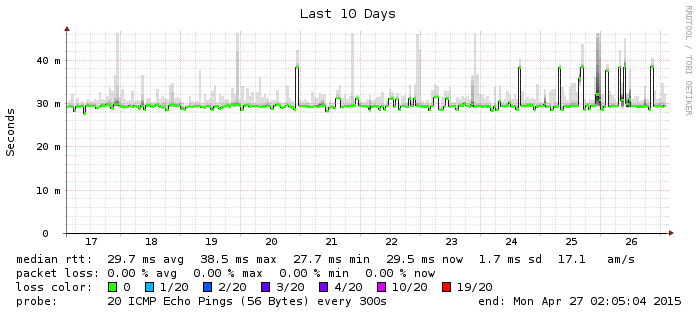 Last 10 Days
RRDTOOL / TOBI OETIKER
Seconds
40 m
30 m
20 m
10 m
0
17 18 19 20 21 22 23 24 25 26
median rtt: 29.7 ms avg 38.5 ms max 27.7 ms min 29.5 ms now 1.7 ms sd 17.1 am/s
packet loss: 0.00 % avg 0.00 % max 0.00 % min 0.00 % now
loss color: 0 1/20 2/20 3/20 4/20 10/20 19/20
probe: 20 ICMP Echo Pings (56 Bytes) every 300s end: Mon Apr 27 02:05:04 2015